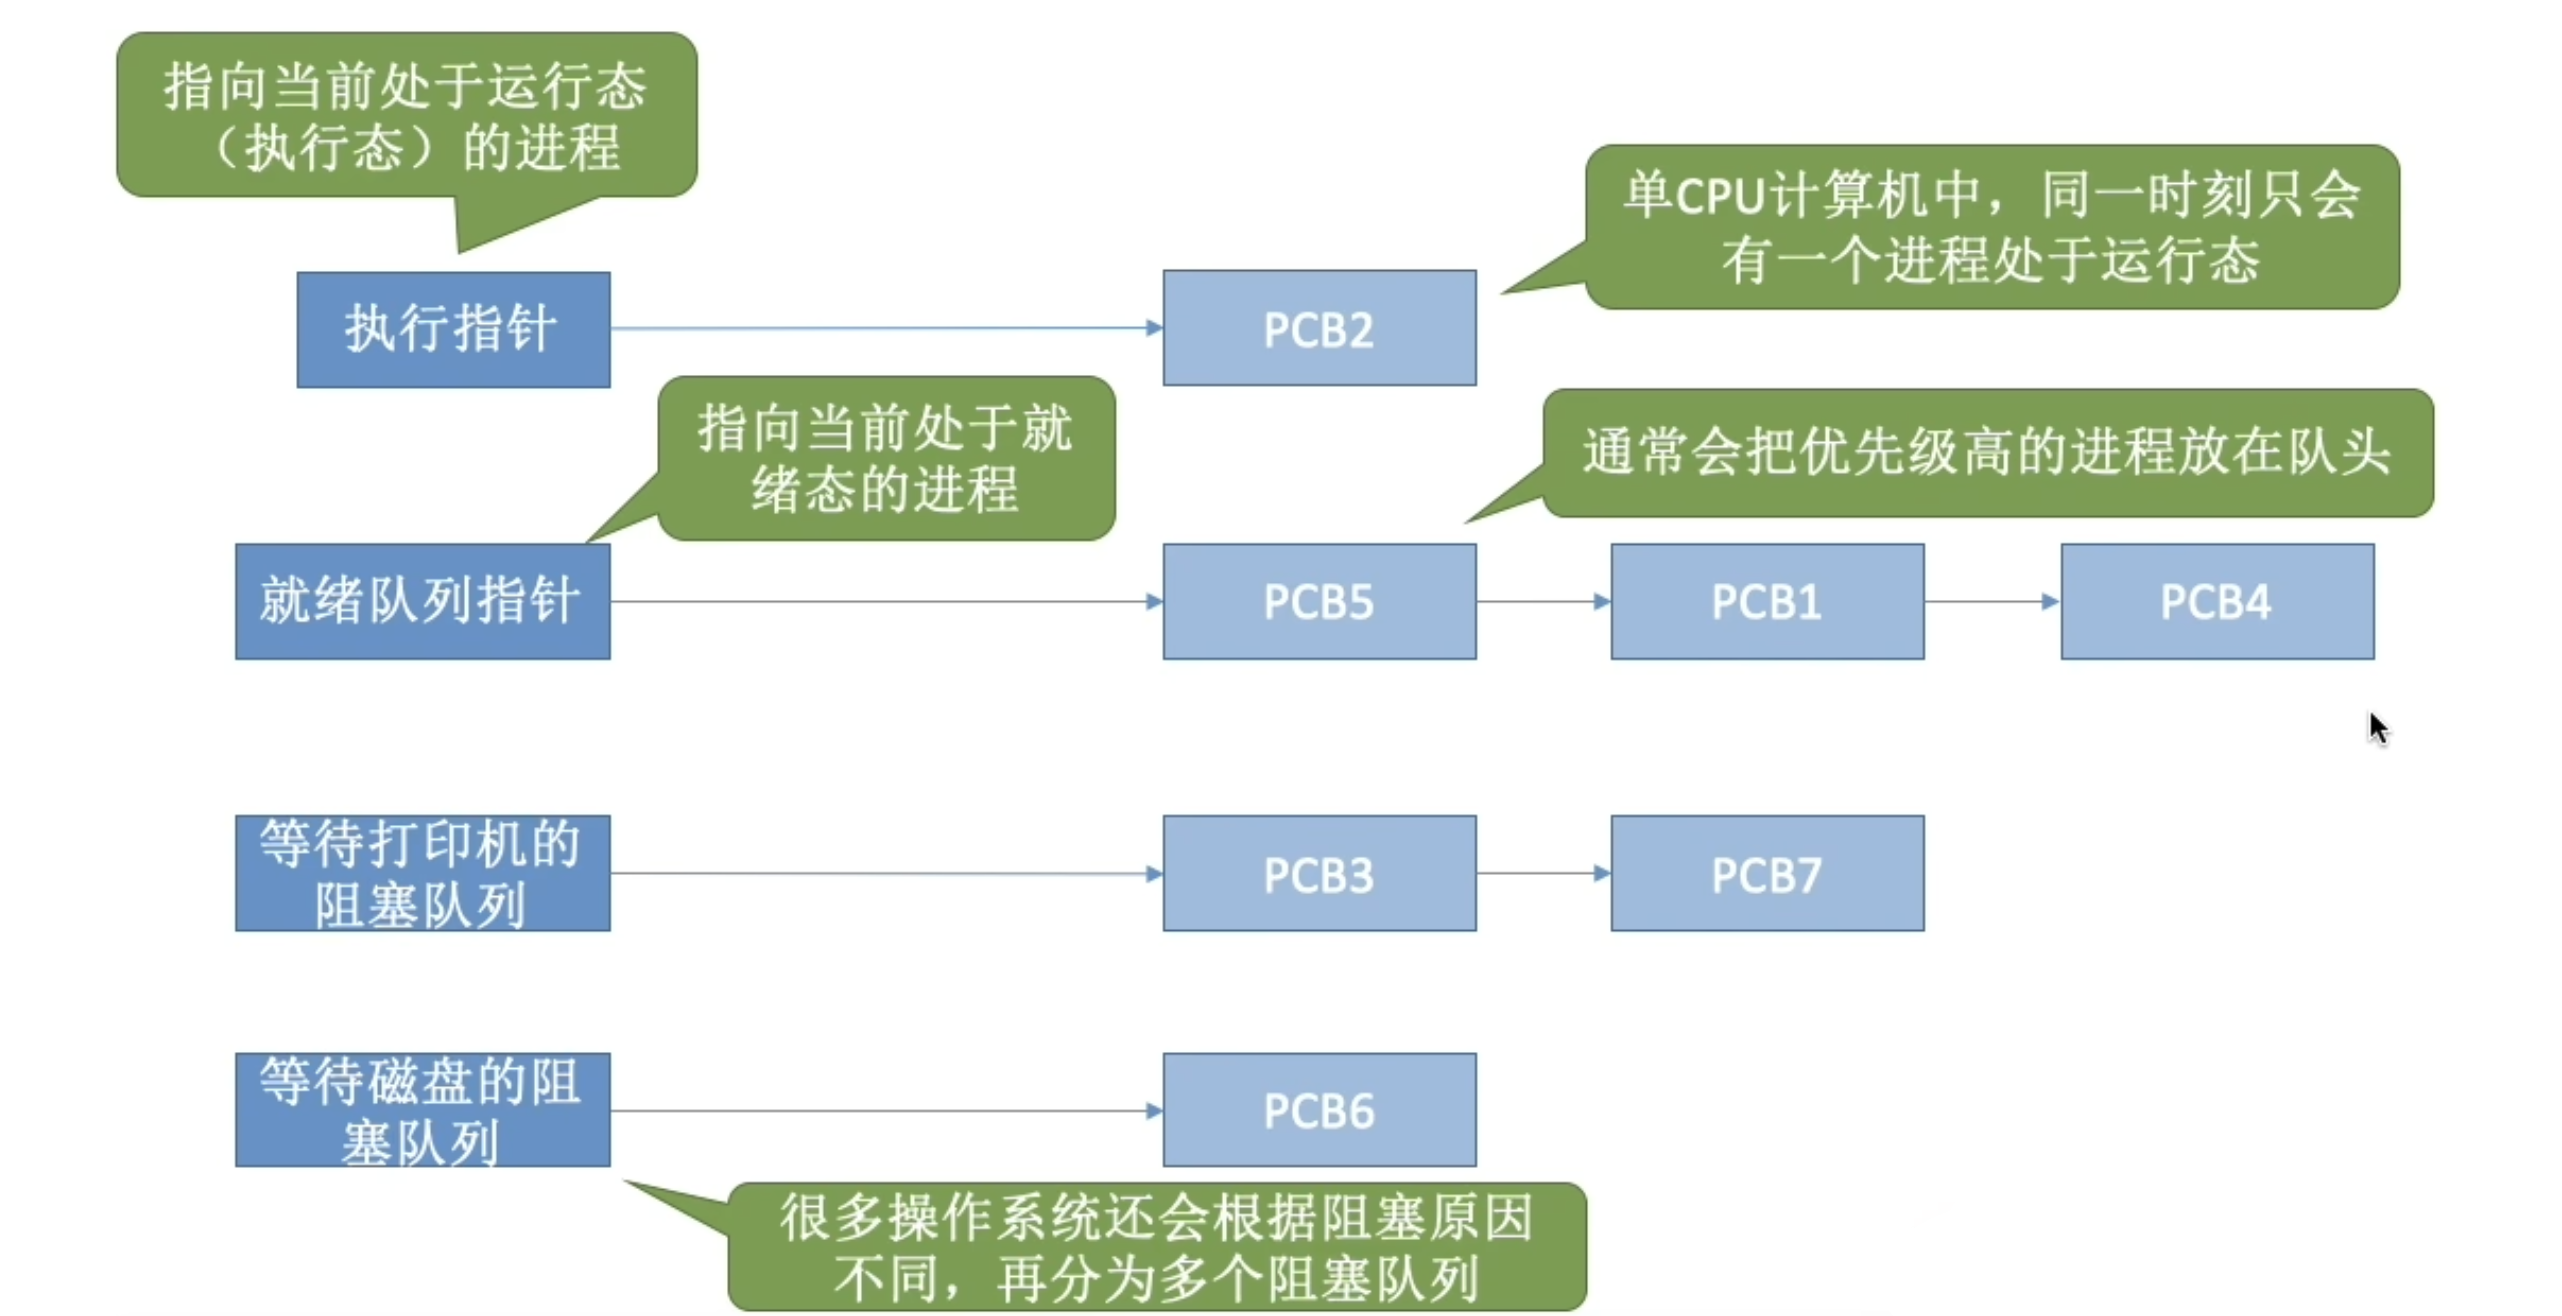 指向当前处于运行态
（执行态）的进程
单CPU计算机中，同一时刻只会
有一个进程处于运行态
执行指针
PCB2
指向当前处于就
绪态的进程
通常会把优先级高的进程放在队头
就绪队列指针
PCB5
PCB1
PCB4
等待打印机的
阻塞队列
PCB3
PCB7
等待磁盘的阻
塞队列
PCB6
很多操作系统还会根据阻塞原因
不同，再分为多个阻塞队列